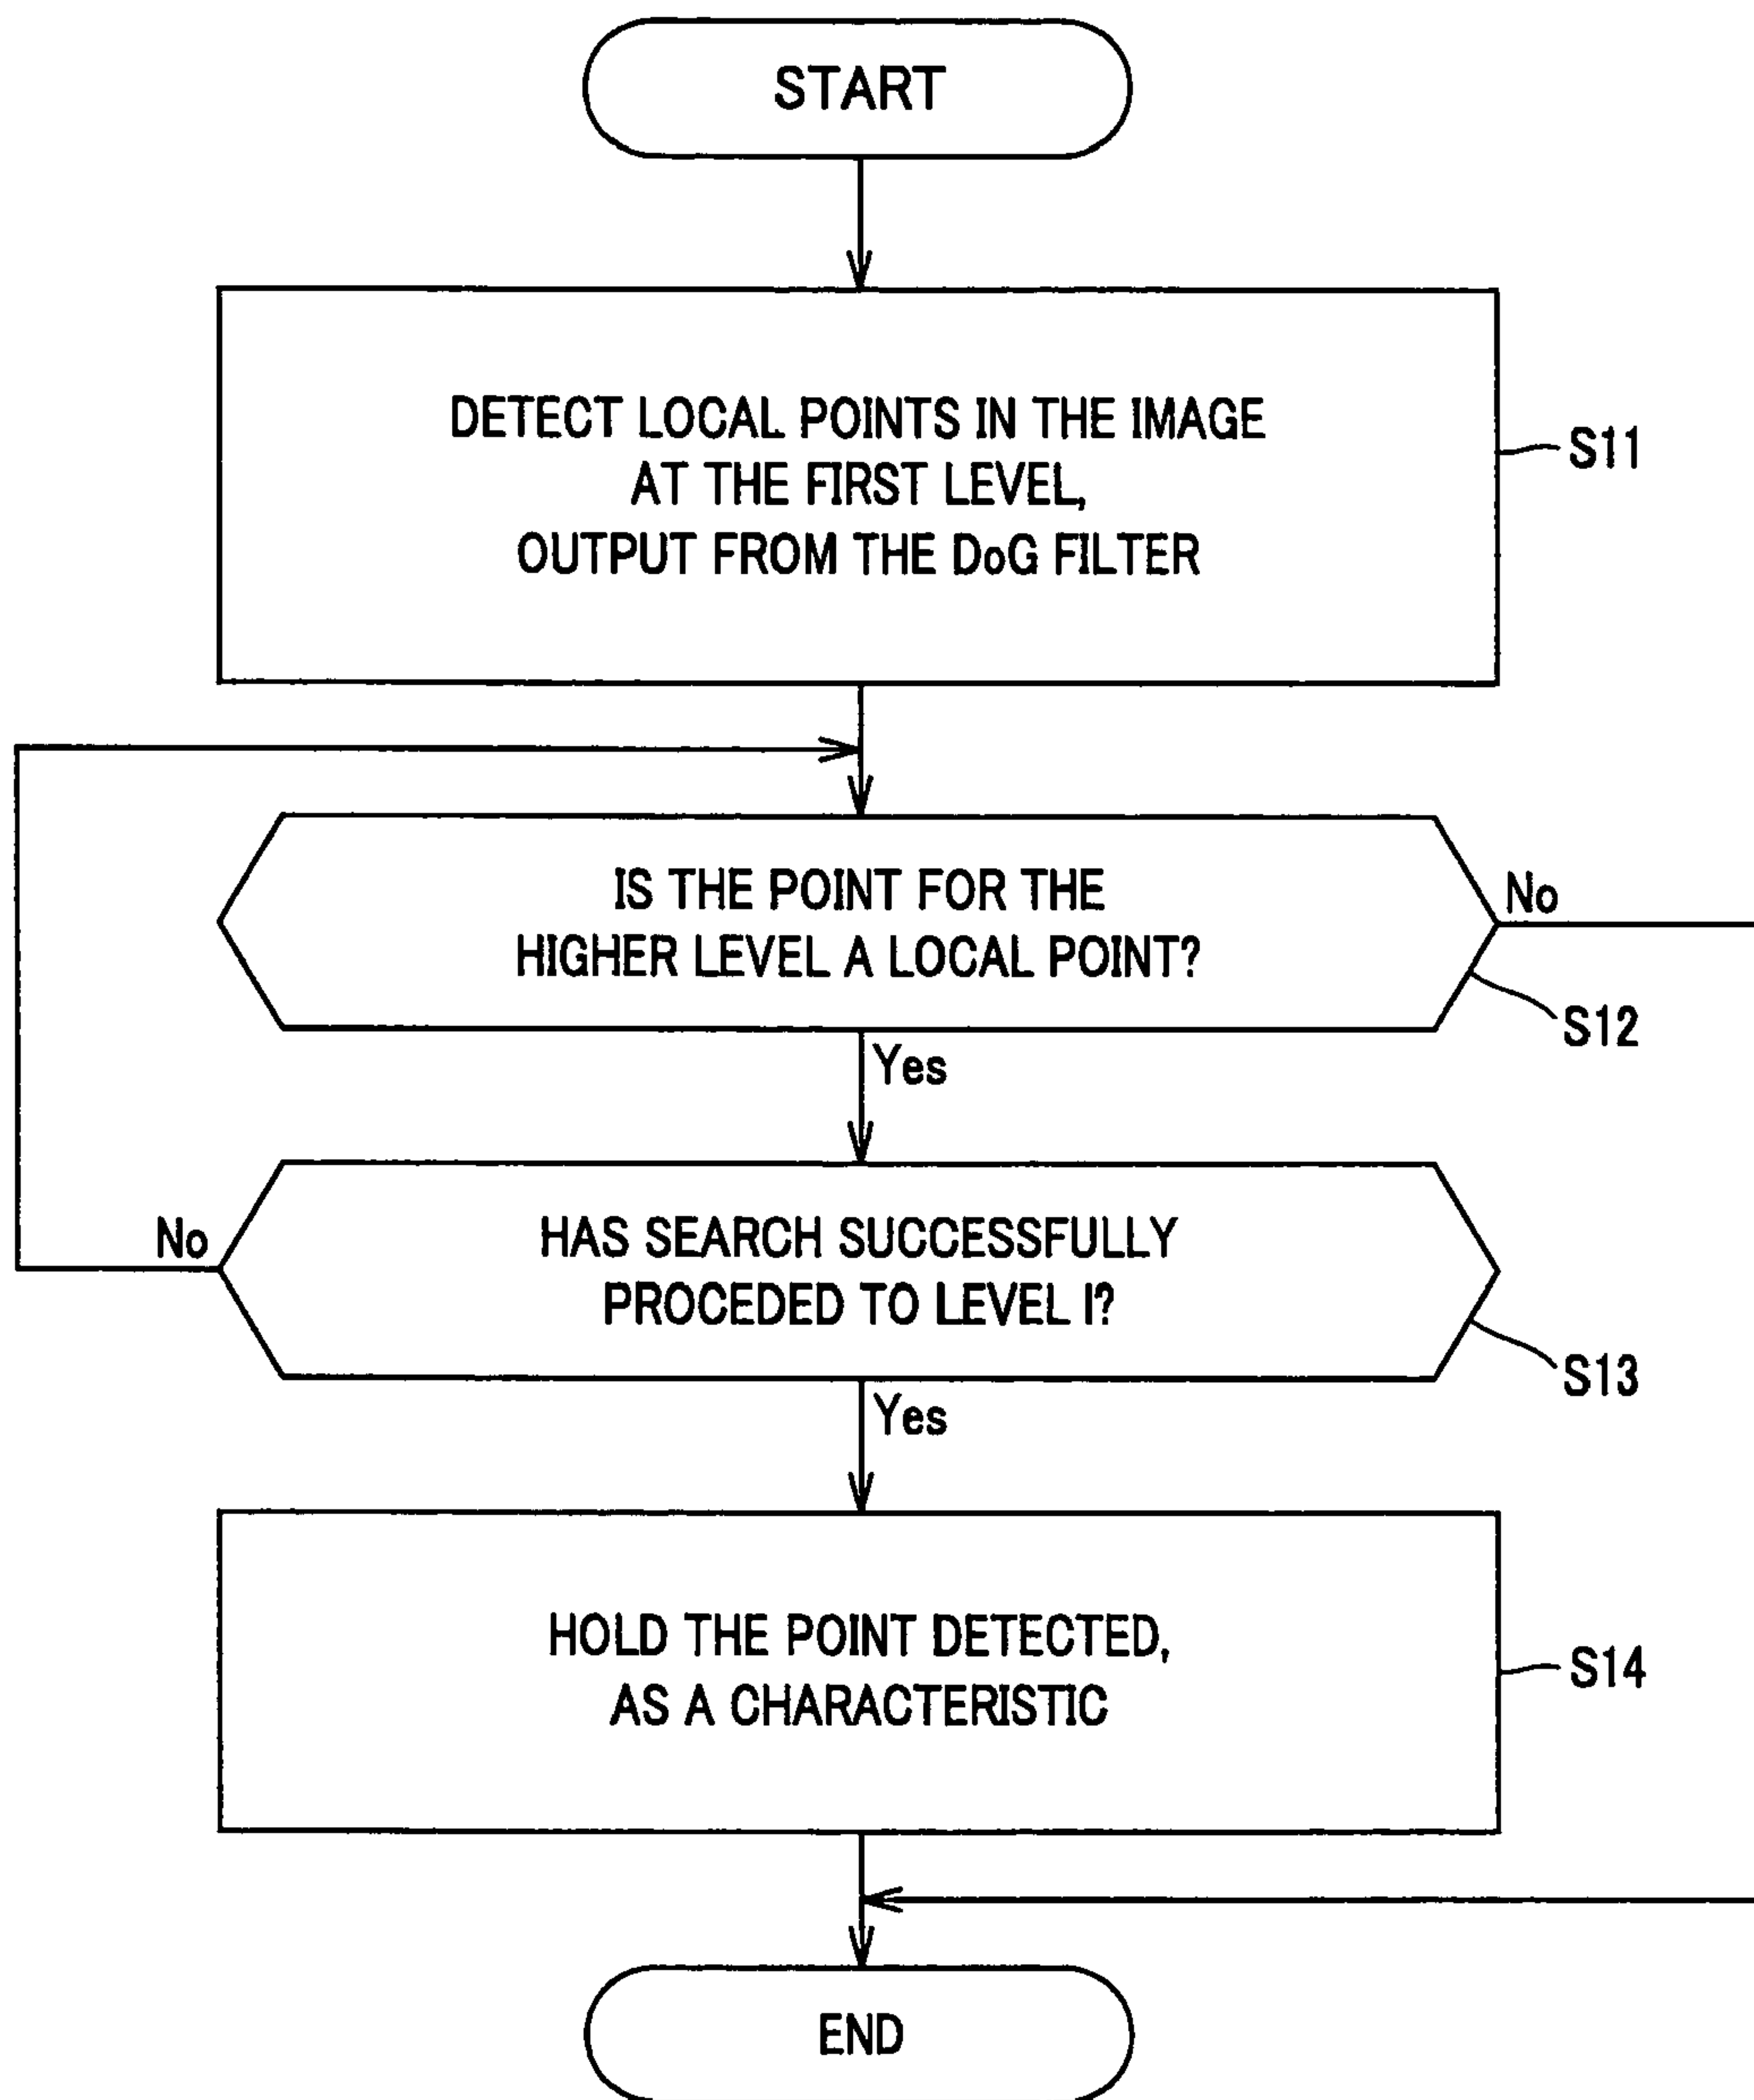 START
DETECT LOCAL POINTS IN THE IMAGE
AT THE FIRST LEVEL,
OUTPUT FROM THE DoG FILTER
S11
IS THE POINT FOR THE
HIGHER LEVEL A LOCAL POINT?
No
S12
Yes
HAS SEARCH SUCCESSFULLY
PROCEDED TO LEVEL I?
No
S13
Yes
HOLD THE POINT DETECTED,
AS A CHARACTERISTIC
S14
END